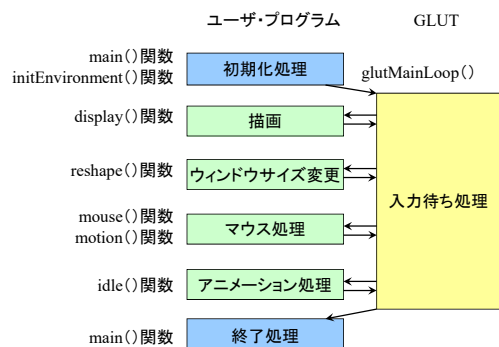 ユーザ・プログラム
GLUT
main()関数
initEnvironment()関数
初期化処理
glutMainLoop()
display()関数
描画
reshape()関数
ウィンドウサイズ変更
入力待ち処理
mouse()関数
motion()関数
マウス処理
idle()関数
アニメーション処理
main()関数
終了処理